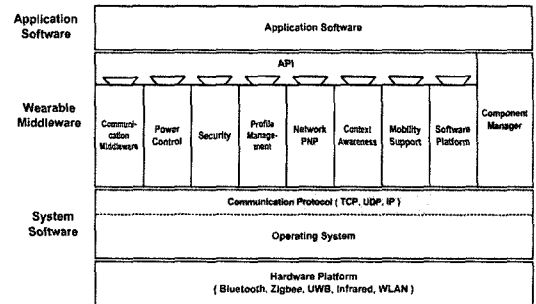 Application
Software
Application Software
API
Wearable
Middleware
Communi-
cation
Middleware
Power
Control
Security
Profile
Manage-
ment
Network
PNP
Context
Awareness
Mobility
Support
Software
Platform
Component
Manager
System
Software
Communication Protocol ( TCP, UDP, IP )
Operating System
Hardware Platform
( Bluetooth, Zigbee, UWB, Infrared, WLAN )